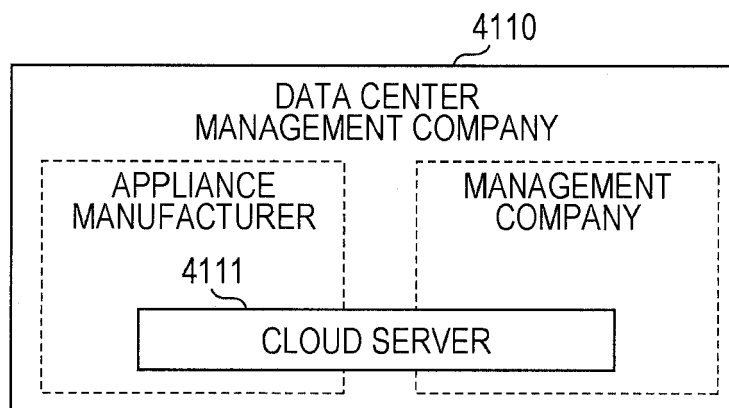 4110
DATA CENTER
MANAGEMENT COMPANY
APPLIANCE
MANUFACTURER
MANAGEMENT
COMPANY
4111
CLOUD SERVER